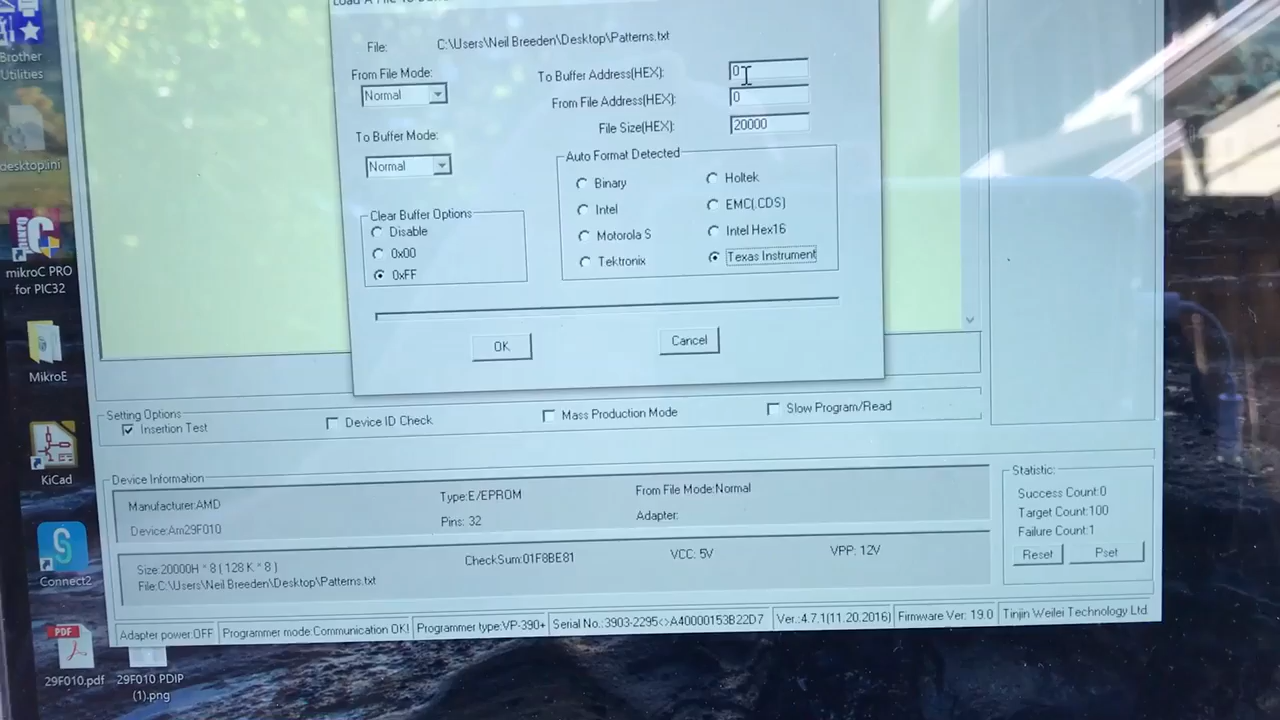 File: C:\Users\Neil Breeden\Desktop\Patterns.txt
From File Mode:
Normal
To Buffer Mode:
Normal
To Buffer Address(HEX): 0
From File Address(HEX): 0
File Size(HEX): 20000
Auto Format Detected
Binary Holtek
Intel EMC(.CDS)
Motorola S Intel Hex16
Tektronix Texas Instrument
Clear Buffer Options
Disable
0x00
0xFF
OK Cancel
Brother
Utilities
desktop.ini
mikroC PRO
for PIC32
MikroE
KiCad
Connect2
PDF
29F010.pdf
29F010 PDIP
(1).png
Setting Options
Insertion Test Device ID Check Mass Production Mode Slow Program/Read
Device Information
Manufacturer:AMD Type:E/EPROM From File Mode:Normal
Device:Am29F010 Pins: 32 Adapter:
Size:20000H * 8 ( 128 K * 8 ) CheckSum:01F8BE81 VCC: 5V VPP: 12V
File:C:\Users\Neil Breeden\Desktop\Patterns.txt
Statistic:
Success Count:0
Target Count:100
Failure Count:1
Reset Pset
Adapter power:OFF Programmer mode:Communication OK! Programmer type:VP-390+ Serial No.:3903-2295<>A40000153B22D7 Ver.:4.7.1(11.20.2016) Firmware Ver: 19.0 Tinjin Weilei Technology Ltd